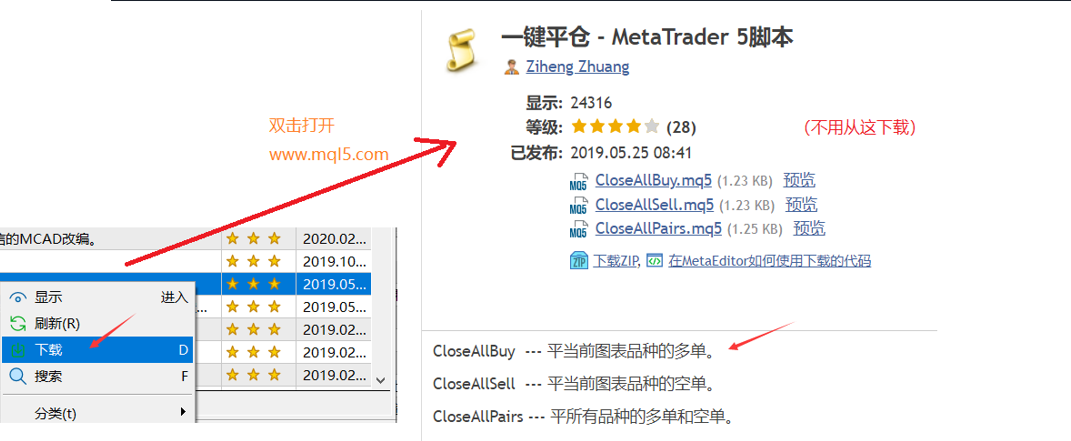 一键平仓 - MetaTrader 5脚本
Ziheng Zhuang
显示: 24316
等级: (28)
(不用从这下载)
已发布: 2019.05.25 08:41
MQ5 CloseAllBuy.mq5 (1.23 KB) 预览
MQ5 CloseAllSell.mq5 (1.23 KB) 预览
MQ5 CloseAllPairs.mq5 (1.25 KB) 预览
ZIP 下载ZIP, 在MetaEditor如何使用下载的代码
双击打开
www.mql5.com
的MCAD改编。 2020.02...
2019.10...
2019.05...
... 2019.05...
2019.02...
2019.02...
2019.02...
显示 进入
刷新(R)
下载 D
搜索 F
分类(t)
CloseAllBuy --- 平当前图表品种的多单。
CloseAllSell --- 平当前图表品种的空单。
CloseAllPairs --- 平所有品种的多单和空单。